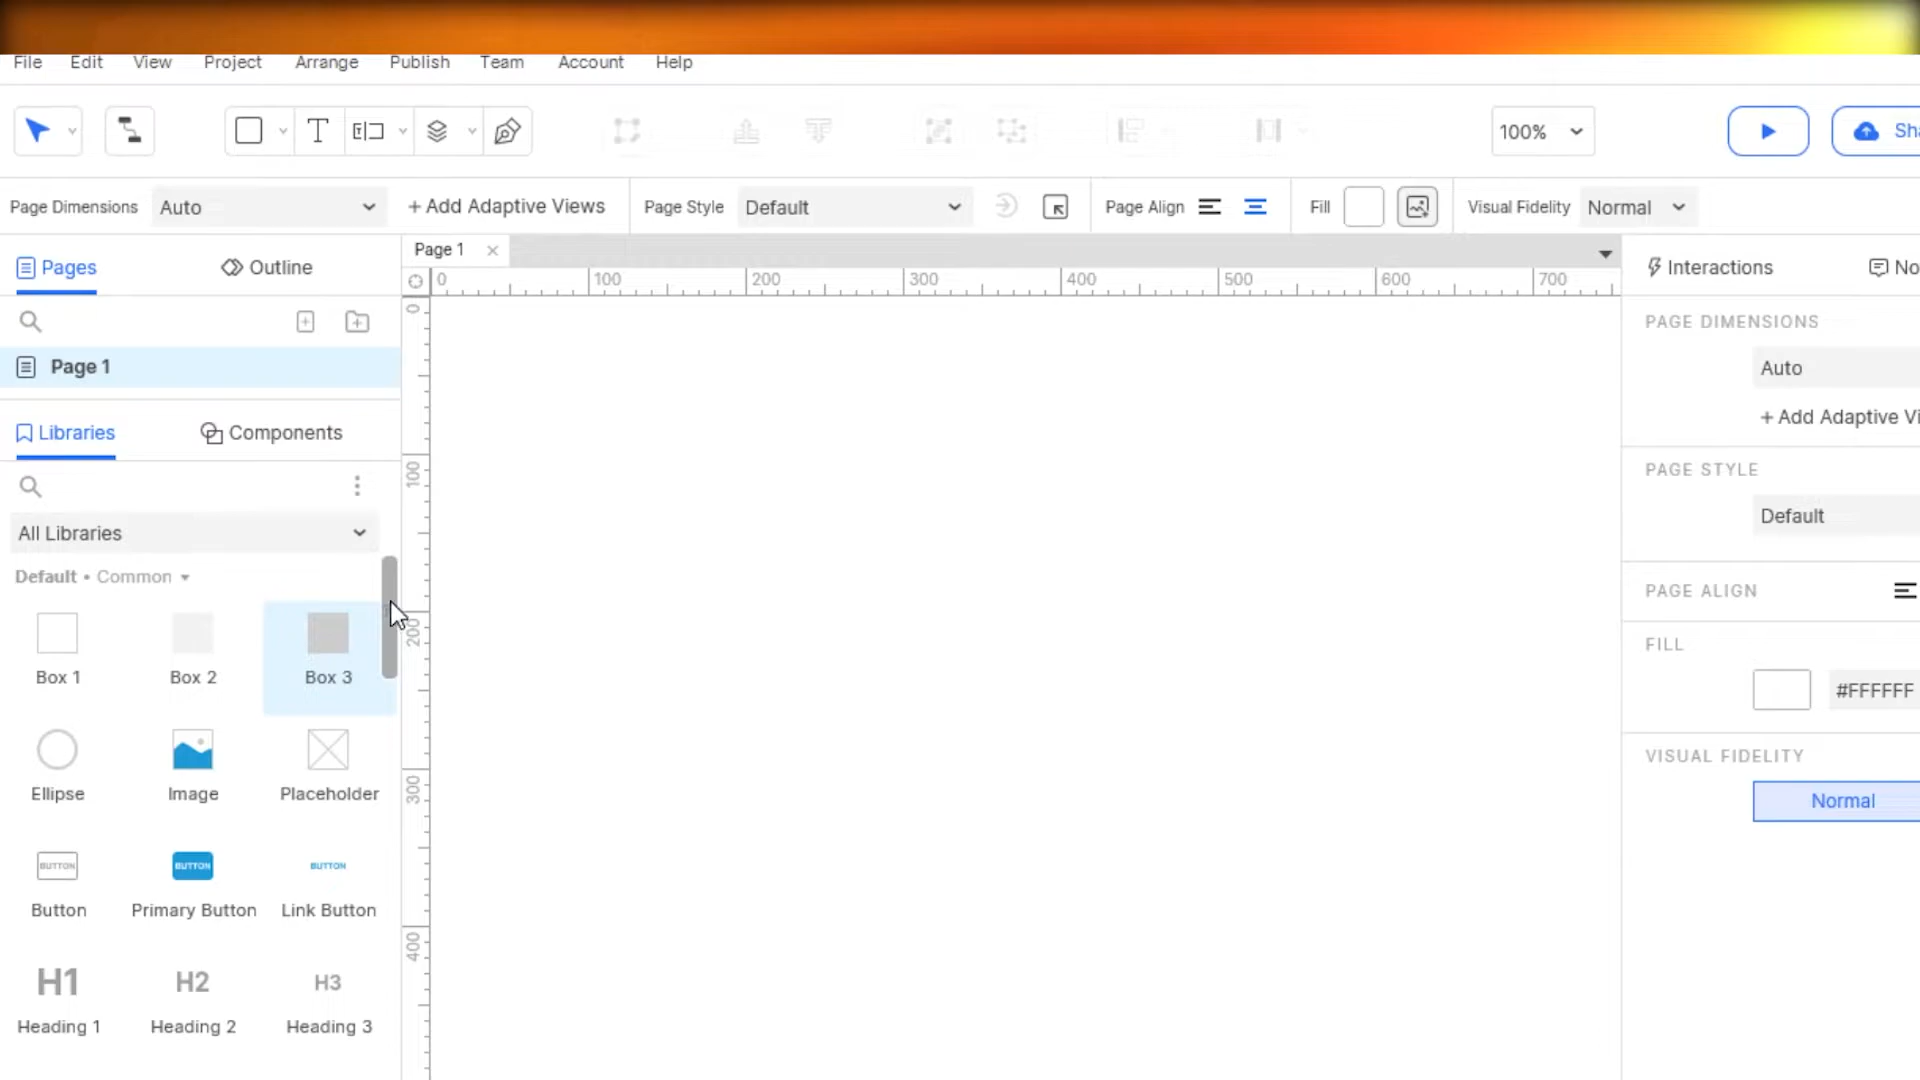 File Edit View Project Arrange Publish Team Account Help
100%
Page Dimensions Auto + Add Adaptive Views Page Style Default Page Align Fill Visual Fidelity Normal
Pages Outline
Page 1
Libraries Components
All Libraries
Default • Common
Box 1 Box 2 Box 3
Ellipse Image Placeholder
BUTTON BUTTON BUTTON
Button Primary Button Link Button
H1 H2 H3
Heading 1 Heading 2 Heading 3
Page 1
0 100 200 300 400 500 600 700
0
100
200
300
400
Interactions
PAGE DIMENSIONS
Auto
+ Add Adaptive
PAGE STYLE
Default
PAGE ALIGN
FILL
#FFFFFF
VISUAL FIDELITY
Normal